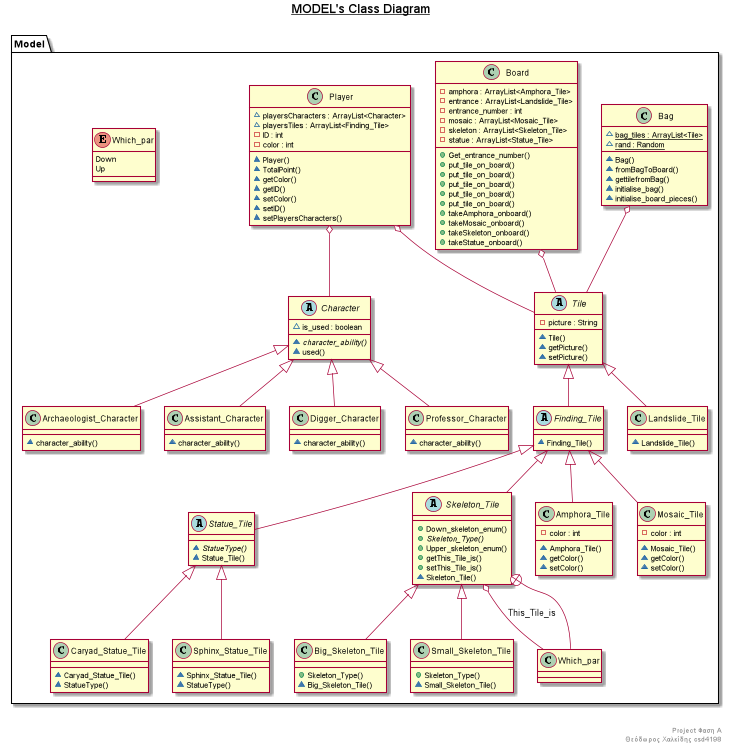 MODEL's Class Diagram
Model
E Which_par
Down
Up
C Player
playersCharacters : ArrayList<Character>
playersTiles : ArrayList<Finding_Tile>
ID : int
color : int
Player()
TotalPoint()
getColor()
getID()
setColor()
setID()
setPlayersCharacters()
C Board
amphora : ArrayList<Amphora_Tile>
entrance : ArrayList<Landslide_Tile>
entrance_number : int
mosaic : ArrayList<Mosaic_Tile>
skeleton : ArrayList<Skeleton_Tile>
statue : ArrayList<Statue_Tile>
Get_entrance_number()
put_tile_on_board()
put_tile_on_board()
put_tile_on_board()
put_tile_on_board()
put_tile_on_board()
takeAmphora_onboard()
takeMosaic_onboard()
takeSkeleton_onboard()
takeStatue_onboard()
C Bag
bag_tiles : ArrayList<Tile>
rand : Random
Bag()
fromBagToBoard()
gettilefromBag()
initialise_bag()
initialise_board_pieces()
A Character
is_used : boolean
character_ability()
used()
A Tile
picture : String
Tile()
getPicture()
setPicture()
C Archaeologist_Character
character_ability()
C Assistant_Character
character_ability()
C Digger_Character
character_ability()
C Professor_Character
character_ability()
A Finding_Tile
Finding_Tile()
C Landslide_Tile
Landslide_Tile()
A Statue_Tile
StatueType()
Statue_Tile()
A Skeleton_Tile
Down_skeleton_enum()
Skeleton_Type()
Upper_skeleton_enum()
getThis_Tile_is()
setThis_Tile_is()
Skeleton_Tile()
C Amphora_Tile
color : int
Amphora_Tile()
getColor()
setColor()
C Mosaic_Tile
color : int
Mosaic_Tile()
getColor()
setColor()
This_Tile_is
C Caryad_Statue_Tile
Caryad_Statue_Tile()
StatueType()
C Sphinx_Statue_Tile
Sphinx_Statue_Tile()
StatueType()
C Big_Skeleton_Tile
Skeleton_Type()
Big_Skeleton_Tile()
C Small_Skeleton_Tile
Skeleton_Type()
Small_Skeleton_Tile()
C Which_par
Project Φαση Α
Θεόδωρος Χαλκίδης csd4198